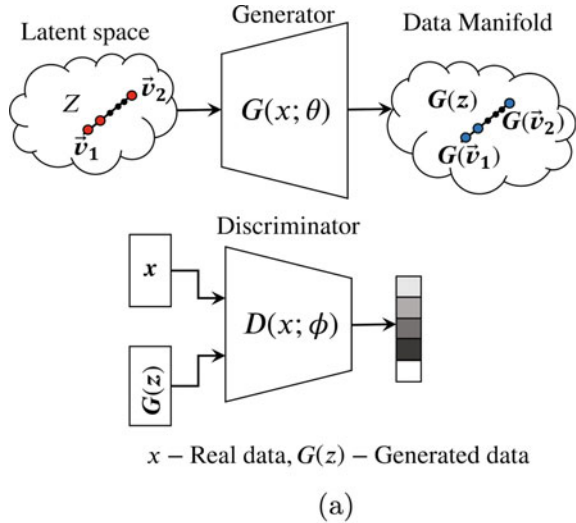 Generator
Latent space
Data Manifold
Z
v⃗₂
v⃗₁
G(x; θ)
G(z)
G(v⃗₂)
G(v⃗₁)
Discriminator
x
D(x; ϕ)
G(z)
x – Real data, G(z) – Generated data
(a)